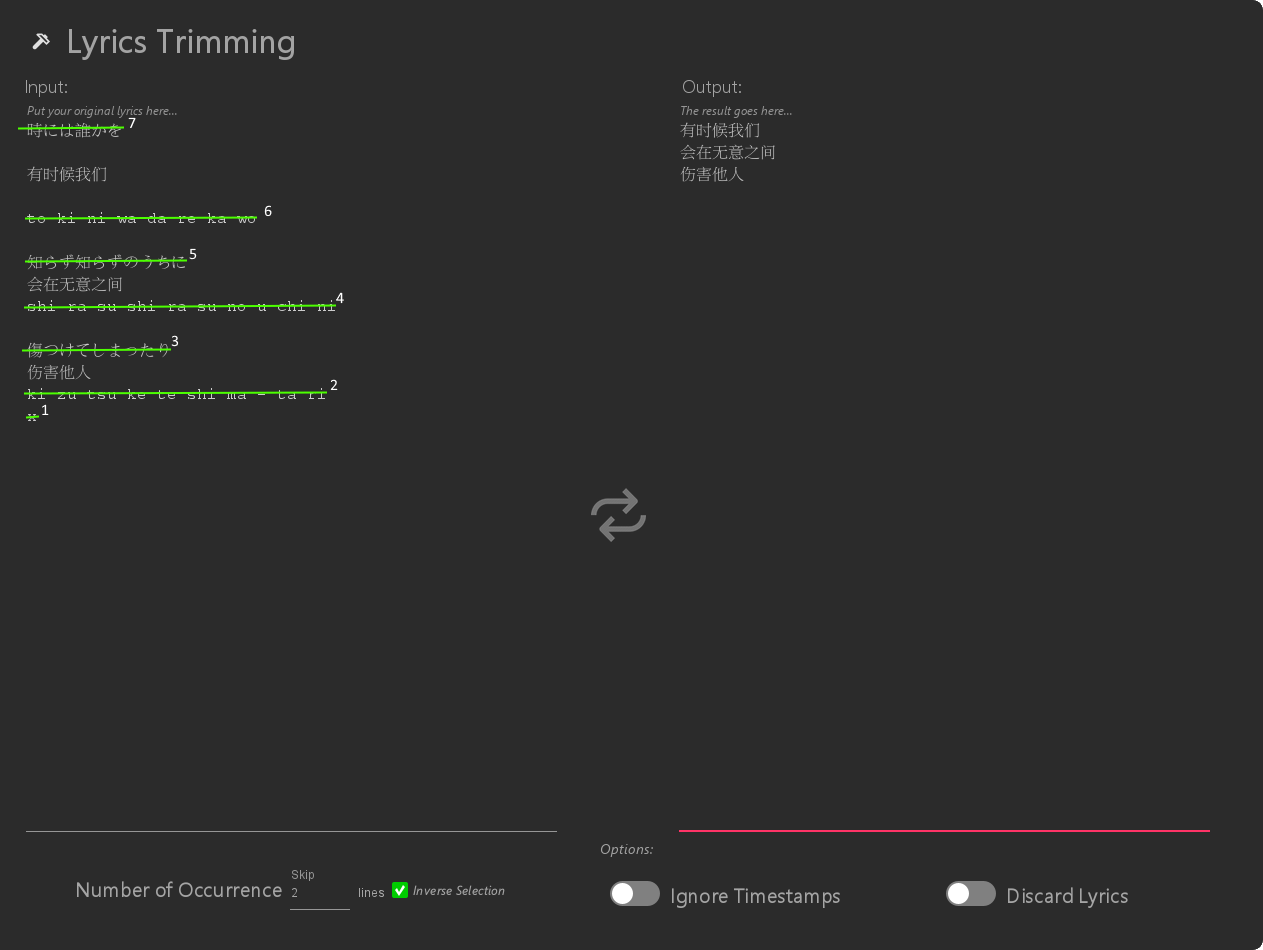 Lyrics Trimming
Input:
Put your original lyrics here...
時には誰かを 7
有时候我们
to ki ni wa da re ka wo 6
知らず知らずのうちに 5
会在无意之间
shi ra su shi ra su no u chi ni 4
傷つけてしまったり 3
伤害他人
ki zu tsu ke te shi ma - ta ri 2
x 1
Output:
The result goes here...
有时候我们
会在无意之间
伤害他人
Number of Occurrence Skip 2 lines Inverse Selection
Options:
Ignore Timestamps
Discard Lyrics